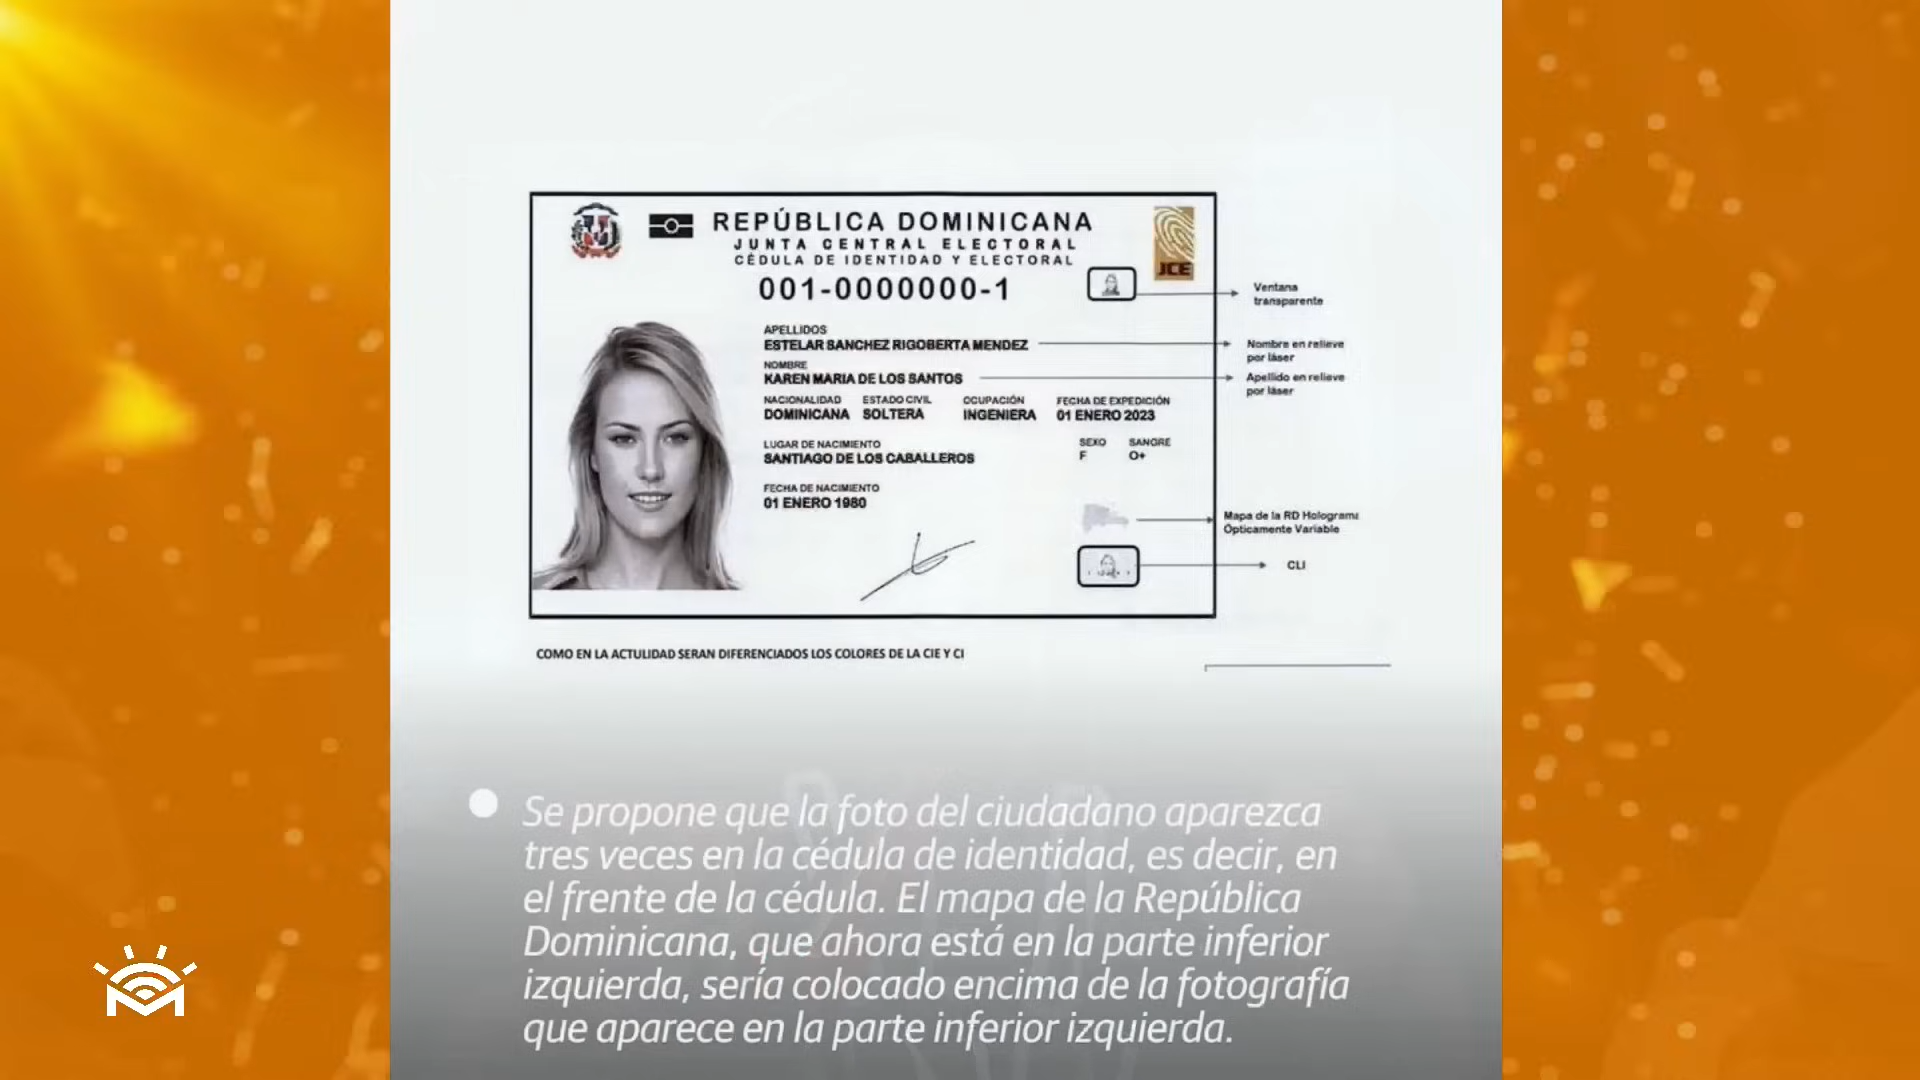 REPÚBLICA DOMINICANA
JUNTA CENTRAL ELECTORAL
CÉDULA DE IDENTIDAD Y ELECTORAL
001-0000000-1
JCE
Ventana
transparente
APELLIDOS
ESTELAR SANCHEZ RIGOBERTA MENDEZ
Nombre en relieve
por láser
NOMBRE
KAREN MARIA DE LOS SANTOS
Apellido en relieve
por láser
NACIONALIDAD ESTADO CIVIL OCUPACIÓN FECHA DE EXPEDICIÓN
DOMINICANA SOLTERA INGENIERA 01 ENERO 2023
LUGAR DE NACIMIENTO SEXO SANGRE
SANTIAGO DE LOS CABALLEROS F O+
FECHA DE NACIMIENTO
01 ENERO 1980
Mapa de la RD Holograma
Ópticamente Variable
CLI
COMO EN LA ACTULIDAD SERAN DIFERENCIADOS LOS COLORES DE LA CIE Y CI
Se propone que la foto del ciudadano aparezca
tres veces en la cédula de identidad, es decir, en
el frente de la cédula. El mapa de la República
Dominicana, que ahora está en la parte inferior
izquierda, sería colocado encima de la fotografía
que aparece en la parte inferior izquierda.